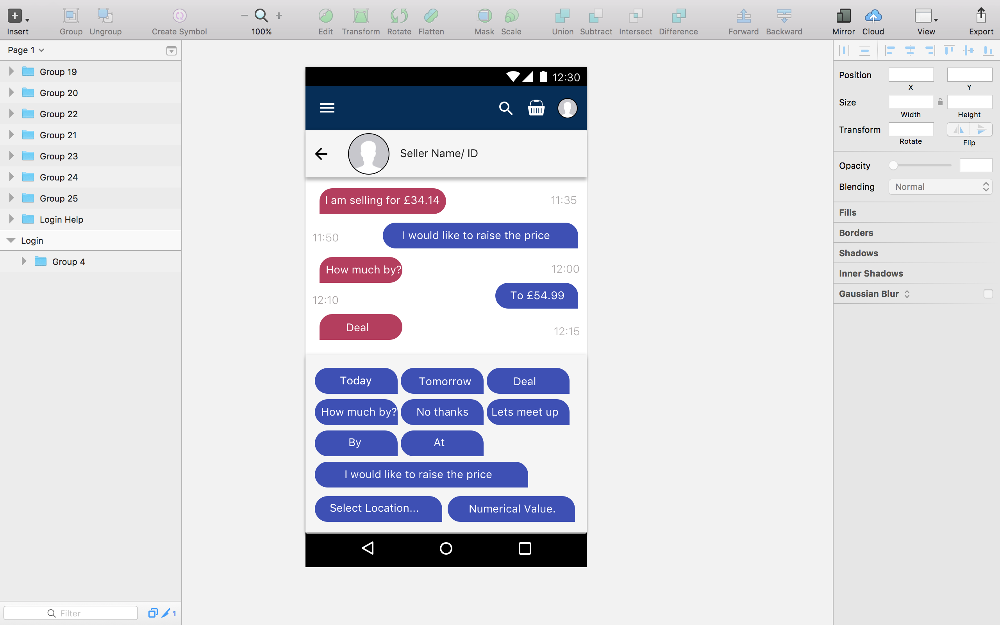 Insert Group Ungroup Create Symbol 100% Edit Transform Rotate Flatten Mask Scale Union Subtract Intersect Difference Forward Backward Mirror Cloud View Export
Page 1
Group 19
Group 20
Group 22
Group 21
Group 23
Group 24
Group 25
Login Help
Login
Group 4
Filter
1
12:30
Seller Name/ ID
I am selling for £34.14 11:35
11:50 I would like to raise the price
How much by? 12:00
12:10 To £54.99
Deal 12:15
Today Tomorrow Deal
How much by? No thanks Lets meet up
By At
I would like to raise the price
Select Location... Numerical Value.
Position
X Y
Size
Width Height
Transform
Rotate Flip
Opacity
Blending Normal
Fills
Borders
Shadows
Inner Shadows
Gaussian Blur